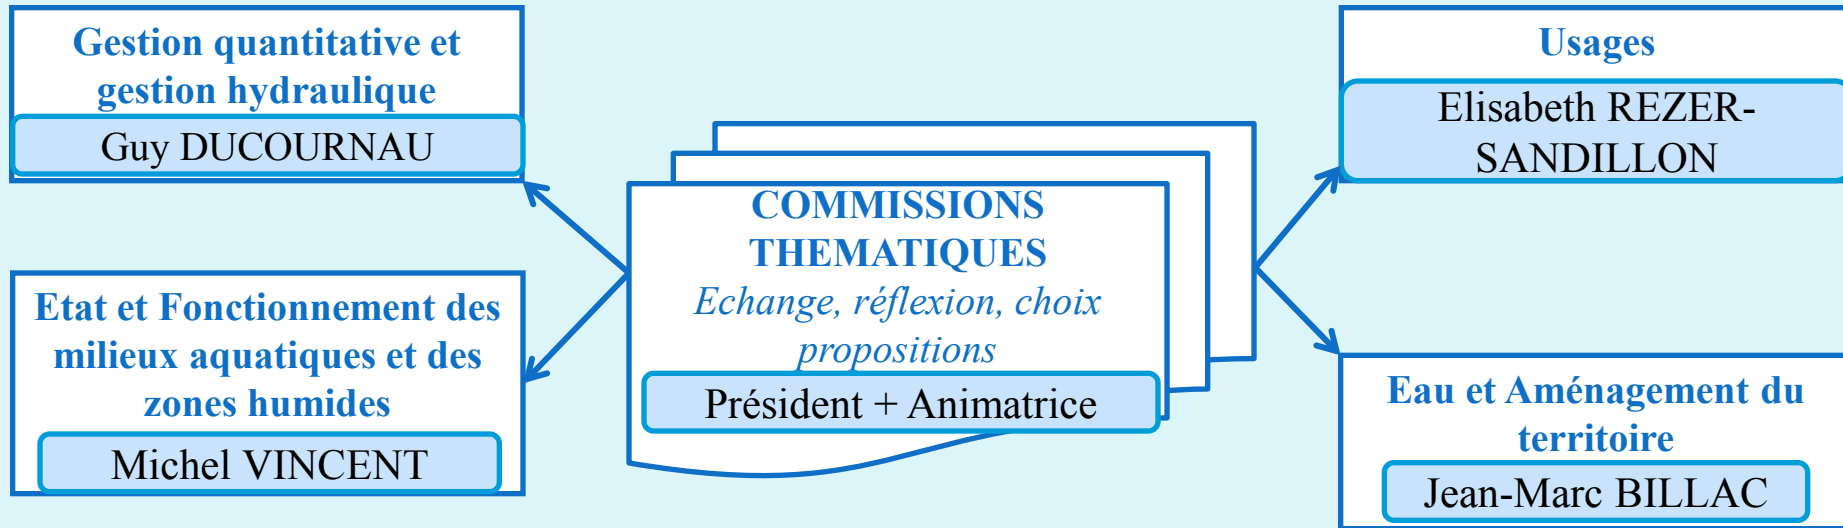 Gestion quantitative et
gestion hydraulique
Guy DUCOURNAU
Etat et Fonctionnement des
milieux aquatiques et des
zones humides
Michel VINCENT
COMMISSIONS
THEMATIQUES
Echange, réflexion, choix
propositions
Président + Animatrice
Usages
Elisabeth REZER-
SANDILLON
Eau et Aménagement du
territoire
Jean-Marc BILLAC